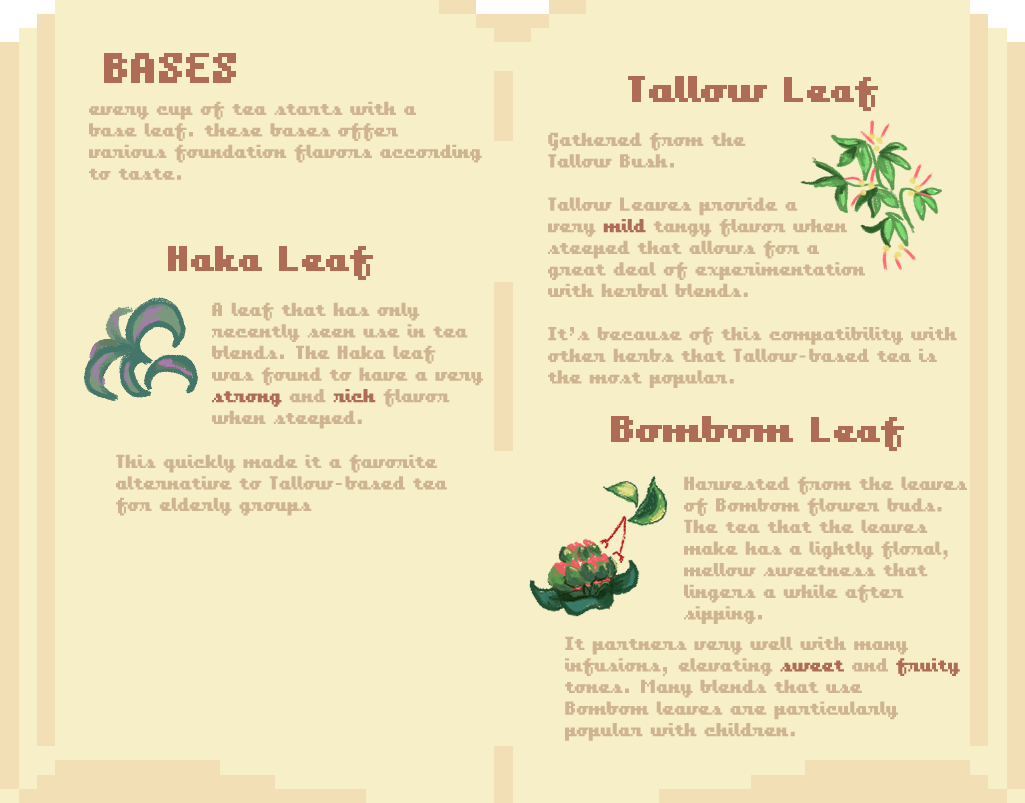 BASES
every cup of tea starts with a
base leaf. these bases offer
various foundation flavors according
to taste.
Haka Leaf
A leaf that has only
recently seen use in tea
blends. The Haka leaf
was found to have a very
strong and rich flavor
when steeped.
This quickly made it a favorite
alternative to Tallow-based tea
for elderly groups
Tallow Leaf
Gathered from the
Tallow Bush.
Tallow Leaves provide a
very mild tangy flavor when
steeped that allows for a
great deal of experimentation
with herbal blends.
It's because of this compatibility with
other herbs that Tallow-based tea is
the most popular.
Bombom Leaf
Harvested from the leaves
of Bombom flower buds.
The tea that the leaves
make has a lightly floral,
mellow sweetness that
lingers a while after
sipping.
It partners very well with many
infusions, elevating sweet and fruity
tones. Many blends that use
Bombom leaves are particularly
popular with children.